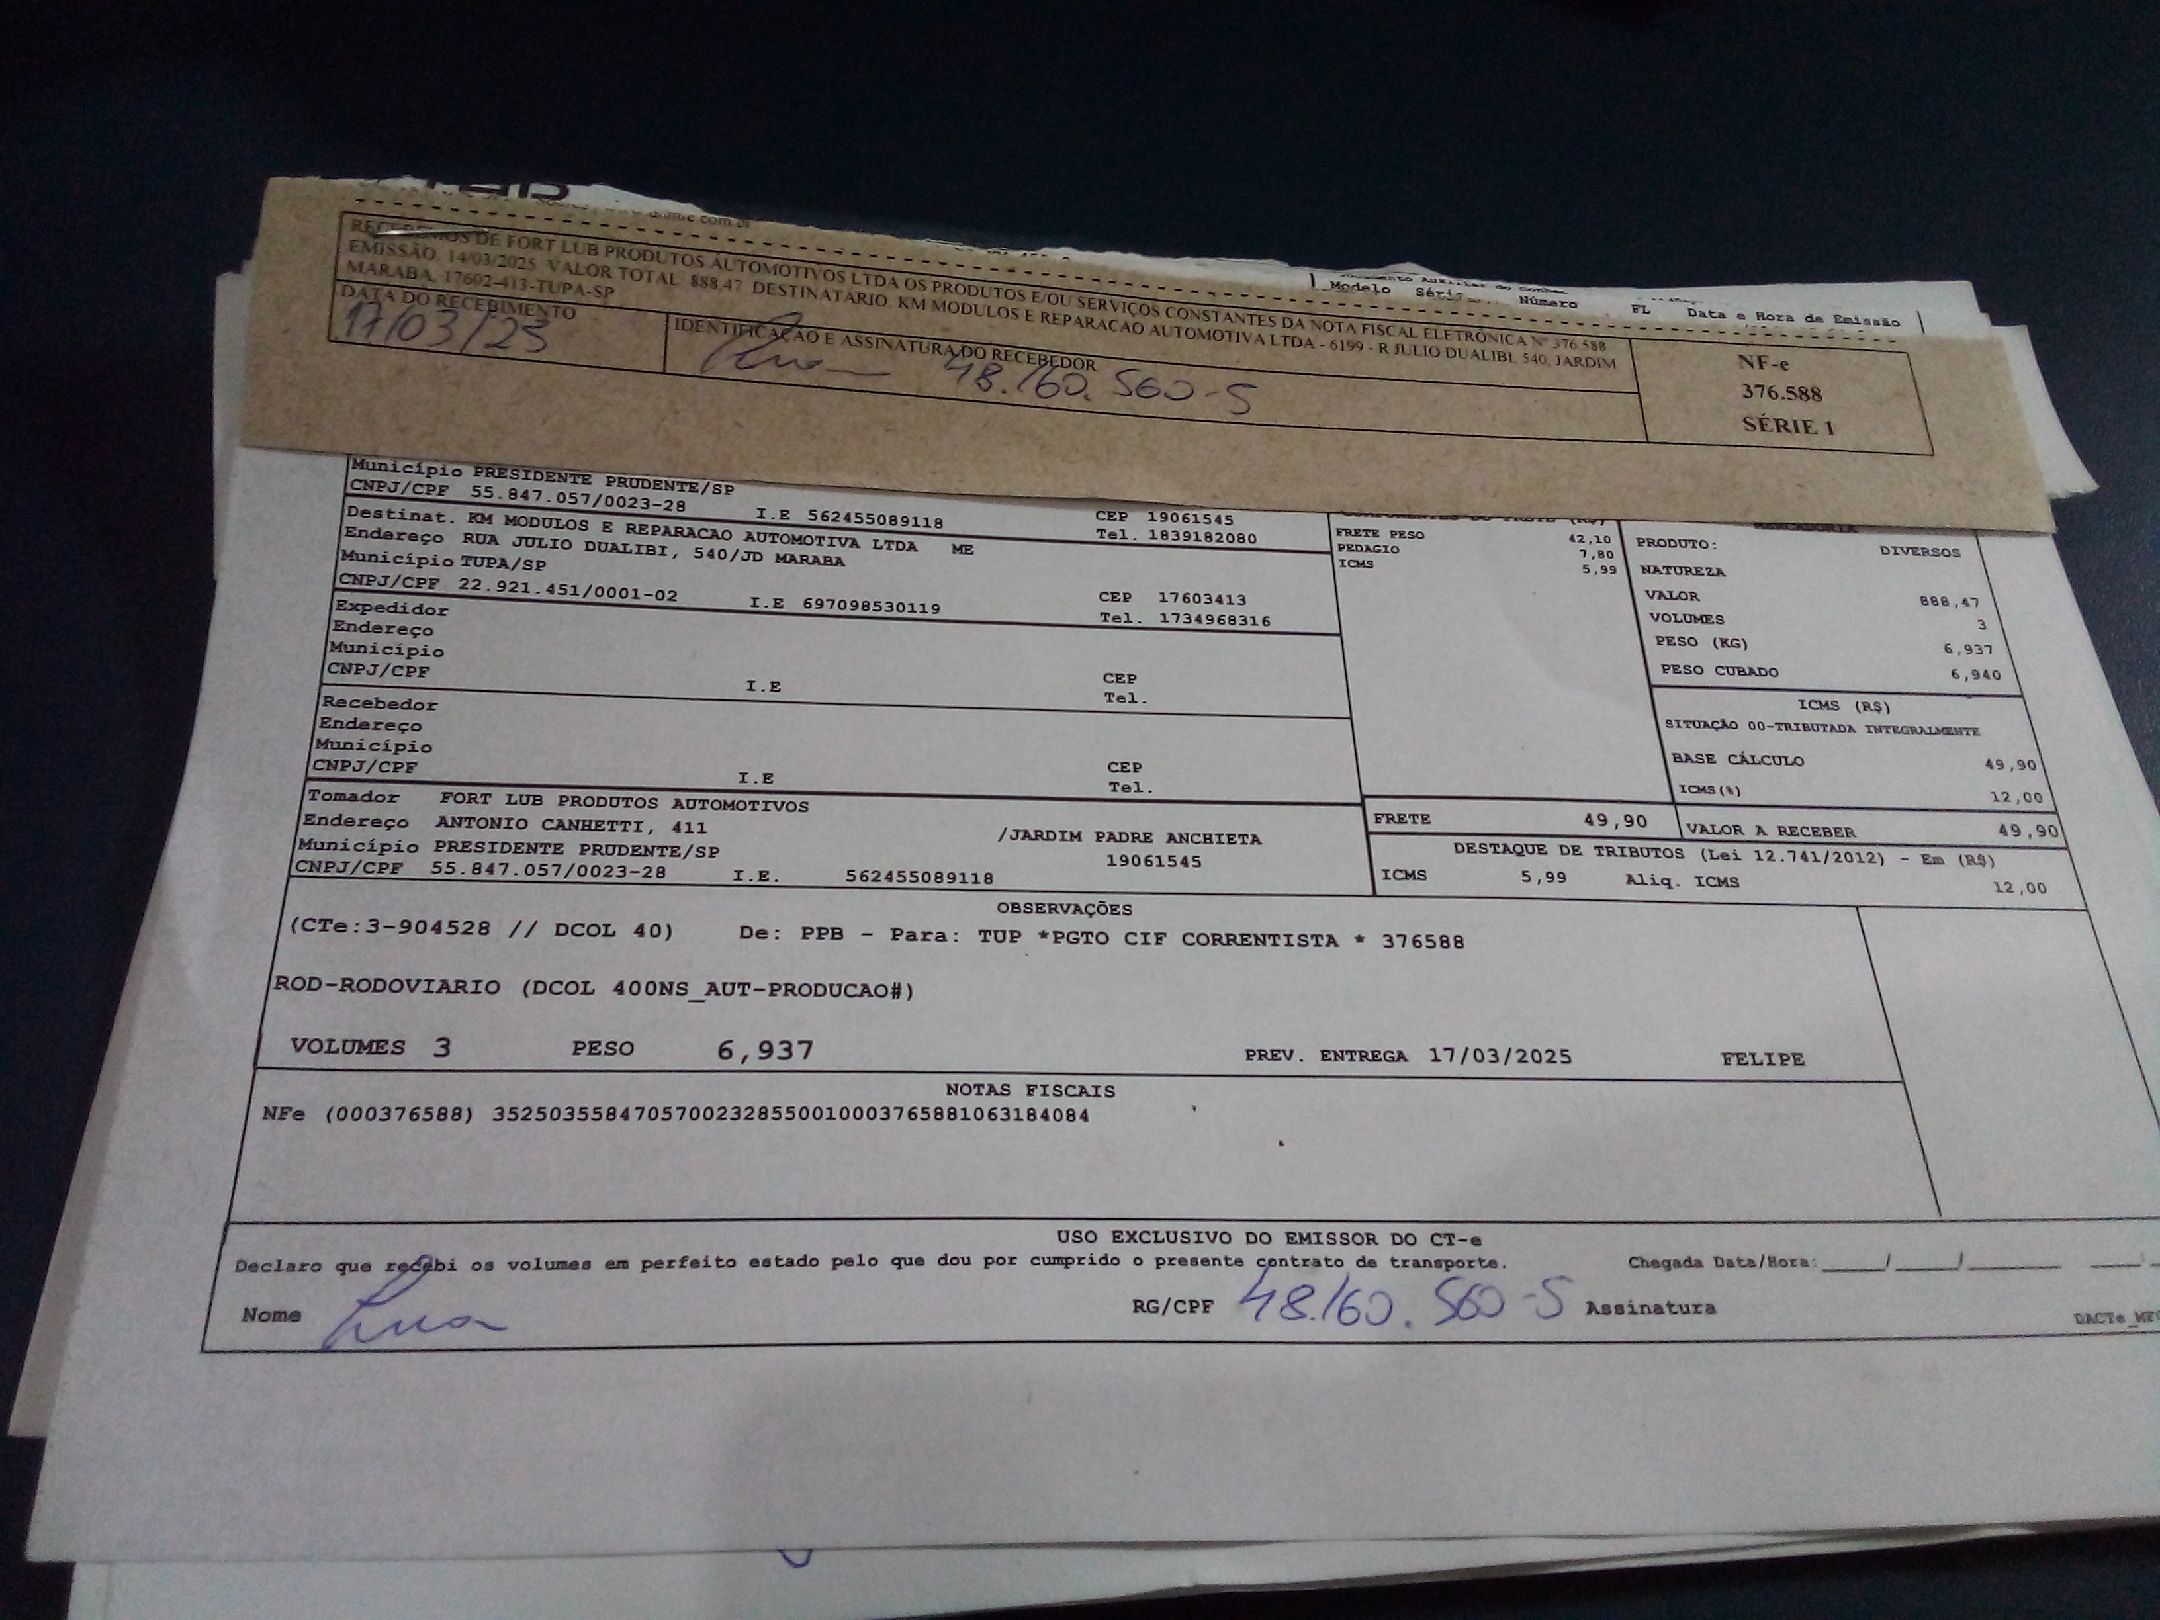 RECEBEMOS DE FORT LUB PRODUTOS AUTOMOTIVOS LTDA OS PRODUTOS E/OU SERVIÇOS CONSTANTES DA NOTA FISCAL ELETRÔNICA Nº 376.588
EMISSÃO: 14/03/2025 VALOR TOTAL: 888,47 DESTINATÁRIO: KM MODULOS E REPARACAO AUTOMOTIVA LTDA - 6199 - R JULIO DUALIBI, 540, JARDIM
MARABA, 17602-413-TUPA-SP
DATA DO RECEBIMENTO
17/03/25
IDENTIFICAÇÃO E ASSINATURA DO RECEBEDOR
48.160.560-5
NF-e
376.588
SÉRIE 1
Modelo Série Número FL Data e Hora de Emissão
Município PRESIDENTE PRUDENTE/SP
CNPJ/CPF 55.847.057/0023-28 I.E 562455089118 CEP 19061545
Tel. 1839182080
Destinat. KM MODULOS E REPARACAO AUTOMOTIVA LTDA ME
Endereço RUA JULIO DUALIBI, 540/JD MARABA
Município TUPA/SP
CNPJ/CPF 22.921.451/0001-02 I.E 697098530119 CEP 17603413
Tel. 1734968316
Expedidor
Endereço
Município
CNPJ/CPF I.E CEP
Tel.
Recebedor
Endereço
Município
CNPJ/CPF I.E CEP
Tel.
Tomador FORT LUB PRODUTOS AUTOMOTIVOS
Endereço ANTONIO CANHETTI, 411 /JARDIM PADRE ANCHIETA
Município PRESIDENTE PRUDENTE/SP 19061545
CNPJ/CPF 55.847.057/0023-28 I.E. 562455089118
FRETE PESO 42,10
PEDAGIO 7,80
ICMS 5,99
MERCADORIA
PRODUTO: DIVERSOS
NATUREZA
VALOR 888,47
VOLUMES 3
PESO (KG) 6,937
PESO CUBADO 6,940
ICMS (R$)
SITUAÇÃO 00-TRIBUTADA INTEGRALMENTE
BASE CÁLCULO 49,90
ICMS(%) 12,00
FRETE 49,90 VALOR A RECEBER 49,90
DESTAQUE DE TRIBUTOS (Lei 12.741/2012) - Em (R$)
ICMS 5,99 Aliq. ICMS 12,00
OBSERVAÇÕES
(CTe:3-904528 // DCOL 40) De: PPB - Para: TUP *PGTO CIF CORRENTISTA * 376588
ROD-RODOVIARIO (DCOL 400NS_AUT-PRODUCAO#)
VOLUMES 3 PESO 6,937 PREV. ENTREGA 17/03/2025 FELIPE
NOTAS FISCAIS
NFe (000376588) 35250355847057002328550010003765881063184084
USO EXCLUSIVO DO EMISSOR DO CT-e
Declaro que recebi os volumes em perfeito estado pelo que dou por cumprido o presente contrato de transporte. Chegada Data/Hora:____/____/______
Nome RG/CPF 48.160.560-5 Assinatura